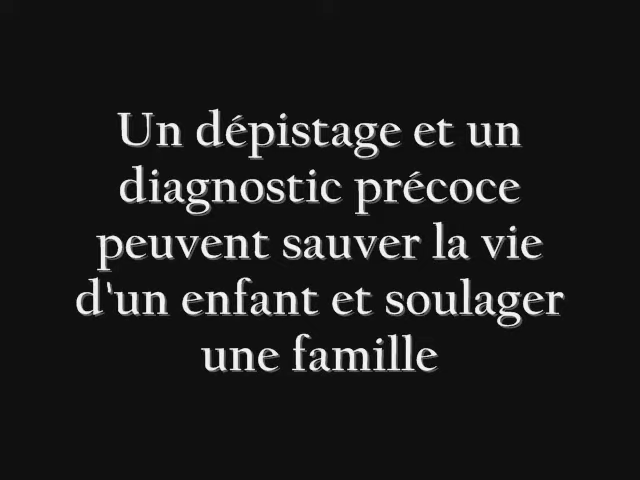 Un dépistage et un
diagnostic précoce
peuvent sauver la vie
d'un enfant et soulager
une famille